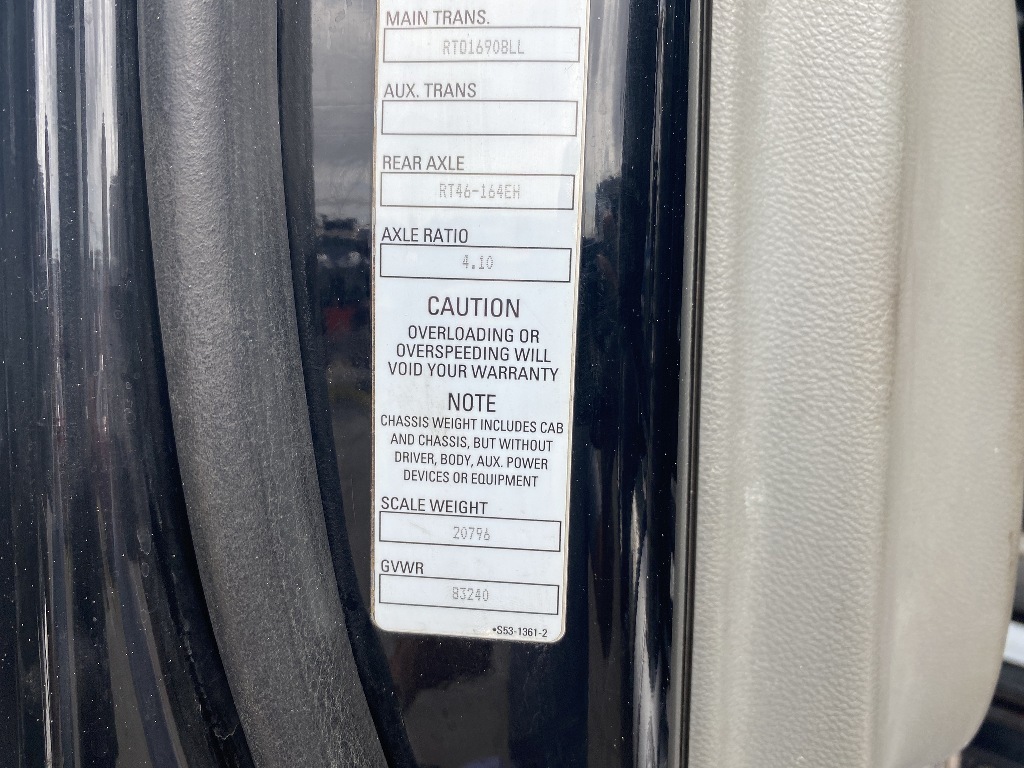 MAIN TRANS.
RTO16908LL
AUX. TRANS
REAR AXLE
RT46-164EH
AXLE RATIO
4.10
CAUTION
OVERLOADING OR
OVERSPEEDING WILL
VOID YOUR WARRANTY
NOTE
CHASSIS WEIGHT INCLUDES CAB
AND CHASSIS, BUT WITHOUT
DRIVER, BODY, AUX. POWER
DEVICES OR EQUIPMENT
SCALE WEIGHT
20796
GVWR
83240
•S53-1361-2